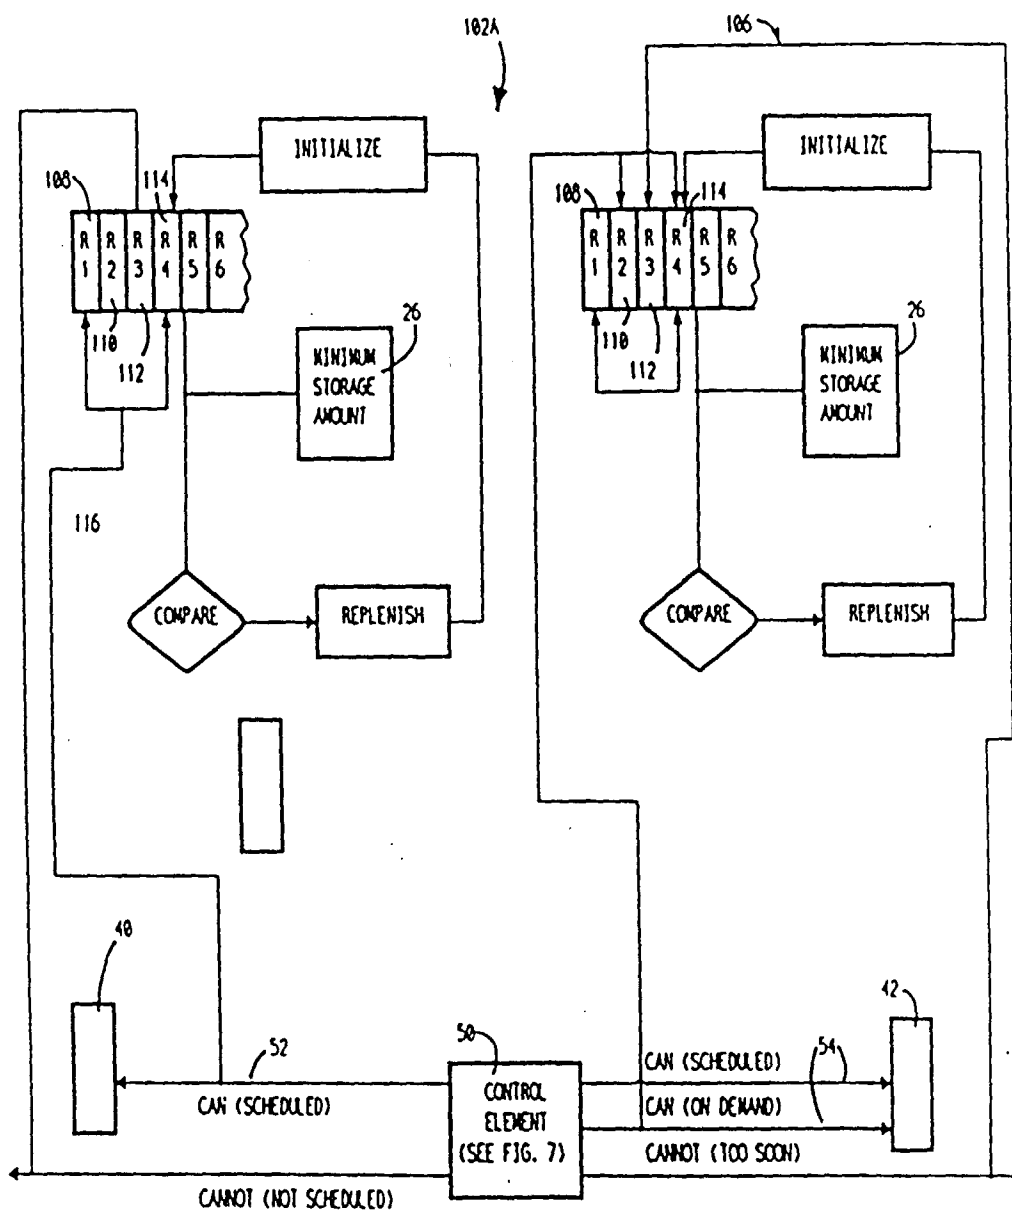 102A
106
INITIALIZE
INITIALIZE
108
114
108
114
R 1
R 2
R 3
R 4
R 5
R 6
R 1
R 2
R 3
R 4
R 5
R 6
110
112
110
112
26
MINIMUM
STORAGE
AMOUNT
26
MINIMUM
STORAGE
AMOUNT
116
COMPARE
REPLENISH
COMPARE
REPLENISH
40
42
52
CAN (SCHEDULED)
50
CONTROL
ELEMENT
(SEE FIG. 7)
54
CAN (SCHEDULED)
CAN (ON DEMAND)
CANNOT (TOO SOON)
CANNOT (NOT SCHEDULED)